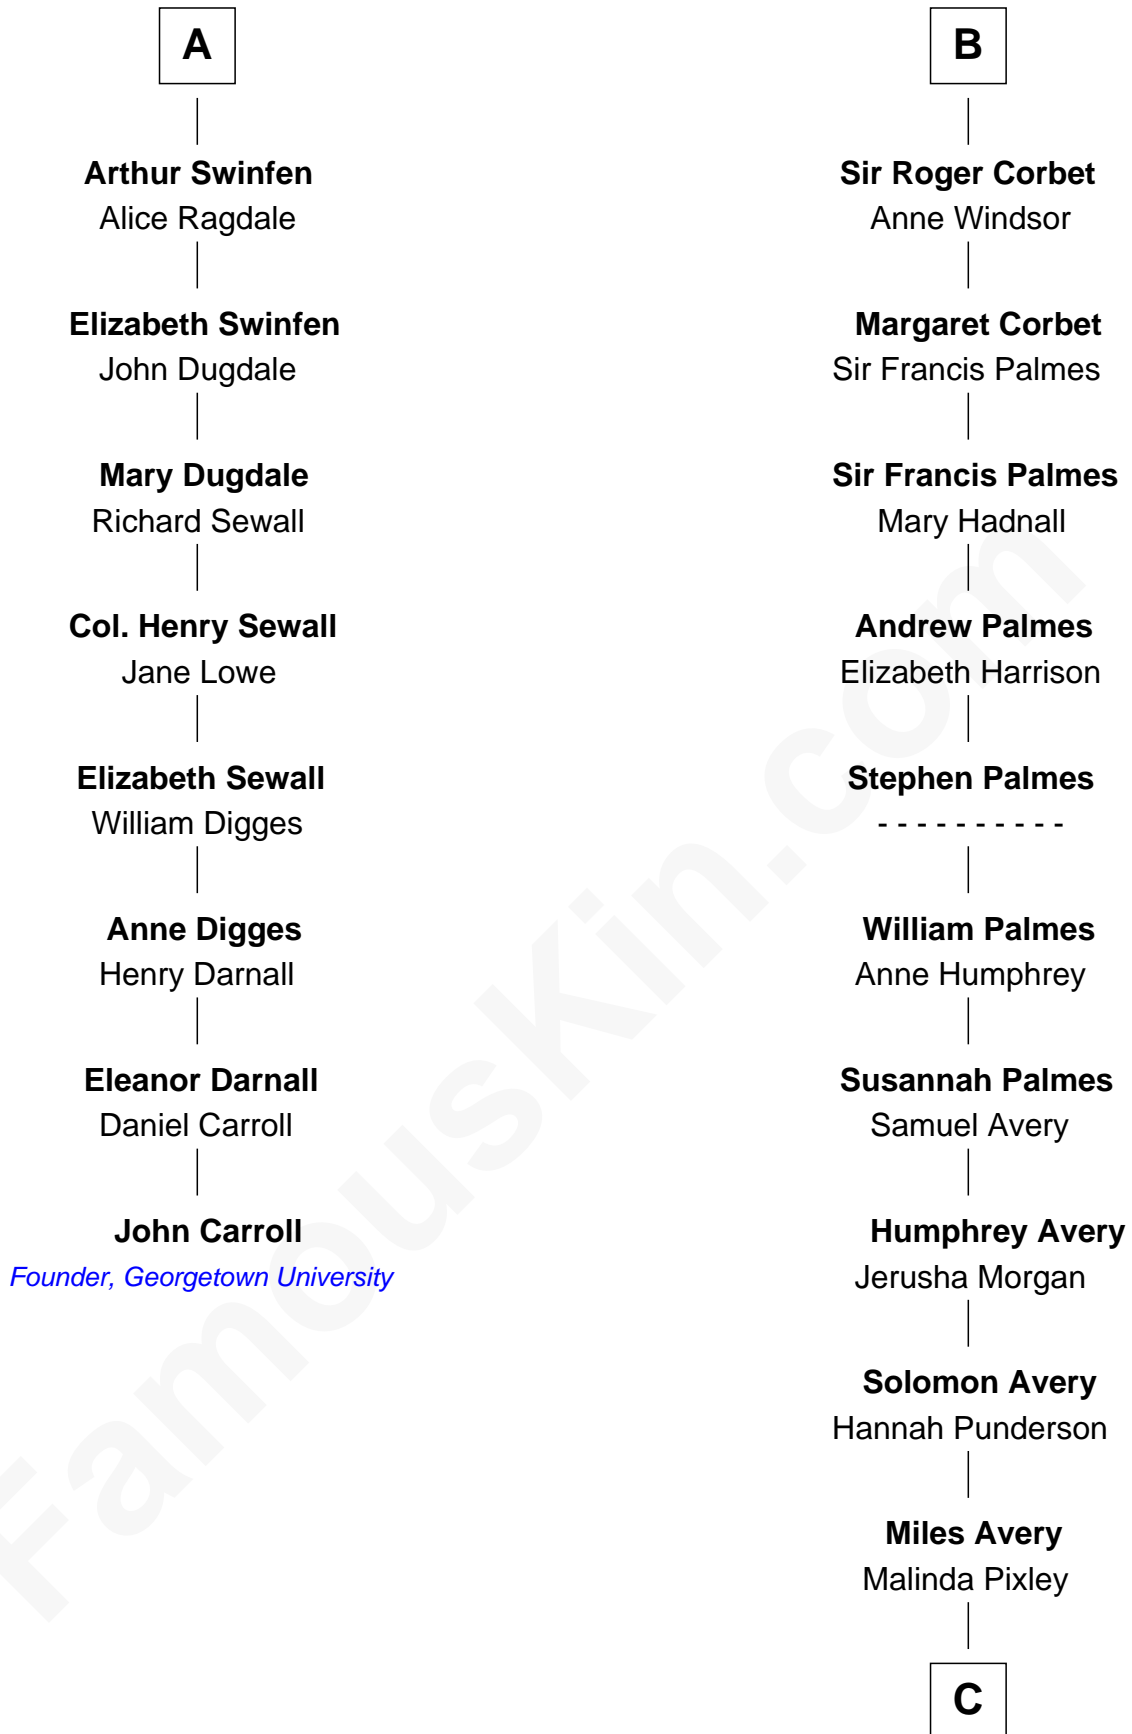 A
Arthur Swinfen
Alice Ragdale
Elizabeth Swinfen
John Dugdale
Mary Dugdale
Richard Sewall
Col. Henry Sewall
Jane Lowe
Elizabeth Sewall
William Digges
Anne Digges
Henry Darnall
Eleanor Darnall
Daniel Carroll
John Carroll
Founder, Georgetown University
B
Sir Roger Corbet
Anne Windsor
Margaret Corbet
Sir Francis Palmes
Sir Francis Palmes
Mary Hadnall
Andrew Palmes
Elizabeth Harrison
Stephen Palmes
- - - - - - - - - -
William Palmes
Anne Humphrey
Susannah Palmes
Samuel Avery
Humphrey Avery
Jerusha Morgan
Solomon Avery
Hannah Punderson
Miles Avery
Malinda Pixley
C
FamousKin.com